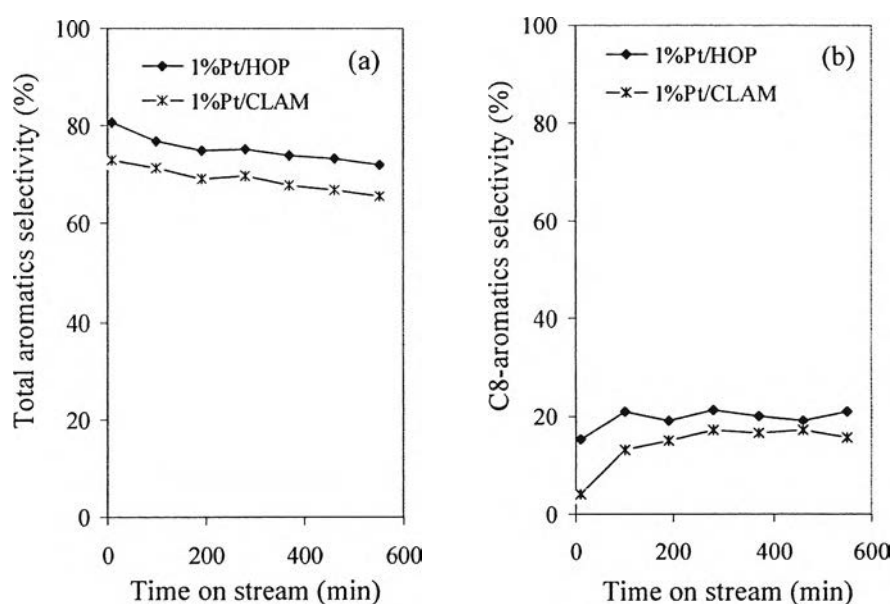 100
80
60
40
20
0
Total aromatics selectivity (%)
1%Pt/HOP
1%Pt/CLAM
(a)
0 200 400 600
Time on stream (min)
100
80
60
40
20
0
C8-aromatics selectivity (%)
1%Pt/HOP
1%Pt/CLAM
(b)
0 200 400 600
Time on stream (min)